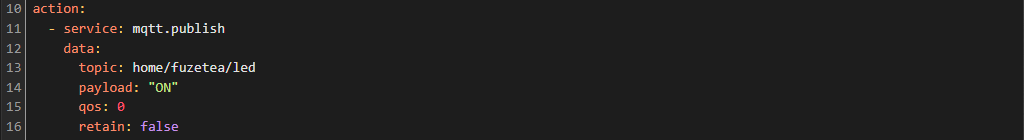 10 action:
11   - service: mqtt.publish
12     data:
13       topic: home/fuzetea/led
14       payload: "ON"
15       qos: 0
16       retain: false